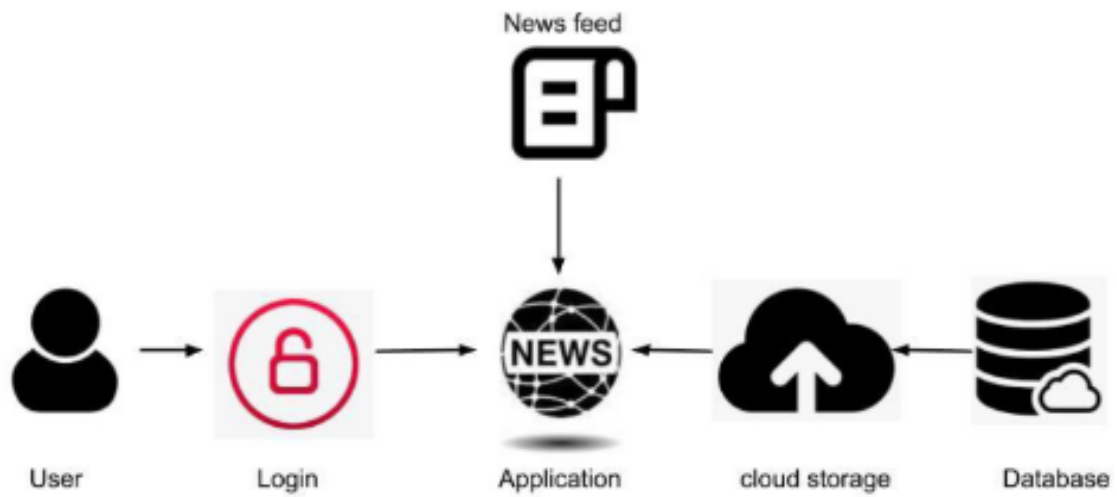 News feed
NEWS
User
Login
Application
cloud storage
Database